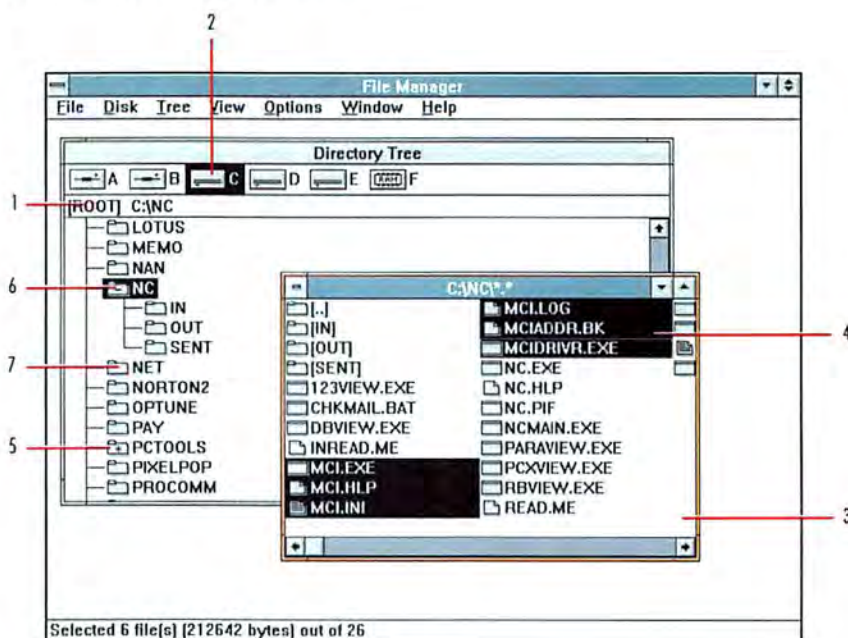 2
File Manager
File Disk Tree View Options Window Help
Directory Tree
A B C D E RAM F
1
[ROOT] C:\NC
LOTUS
MEMO
NAN
6
NC
IN
OUT
SENT
7
NET
NORTON2
OPTUNE
PAY
5
PCTOOLS
PIXELPOP
PROCOMM
C:\NC\*.*
[..]
[IN]
[OUT]
[SENT]
123VIEW.EXE
CHKMAIL.BAT
DBVIEW.EXE
INREAD.ME
MCI.EXE
MCI.HLP
MCI.INI
MCI.LOG
MCIADDR.BK
MCIDRIVR.EXE
NC.EXE
NC.HLP
NC.PIF
NCMAIN.EXE
PARAVIEW.EXE
PCXVIEW.EXE
RBVIEW.EXE
READ.ME
4
3
Selected 6 file[s] [212642 bytes] out of 26